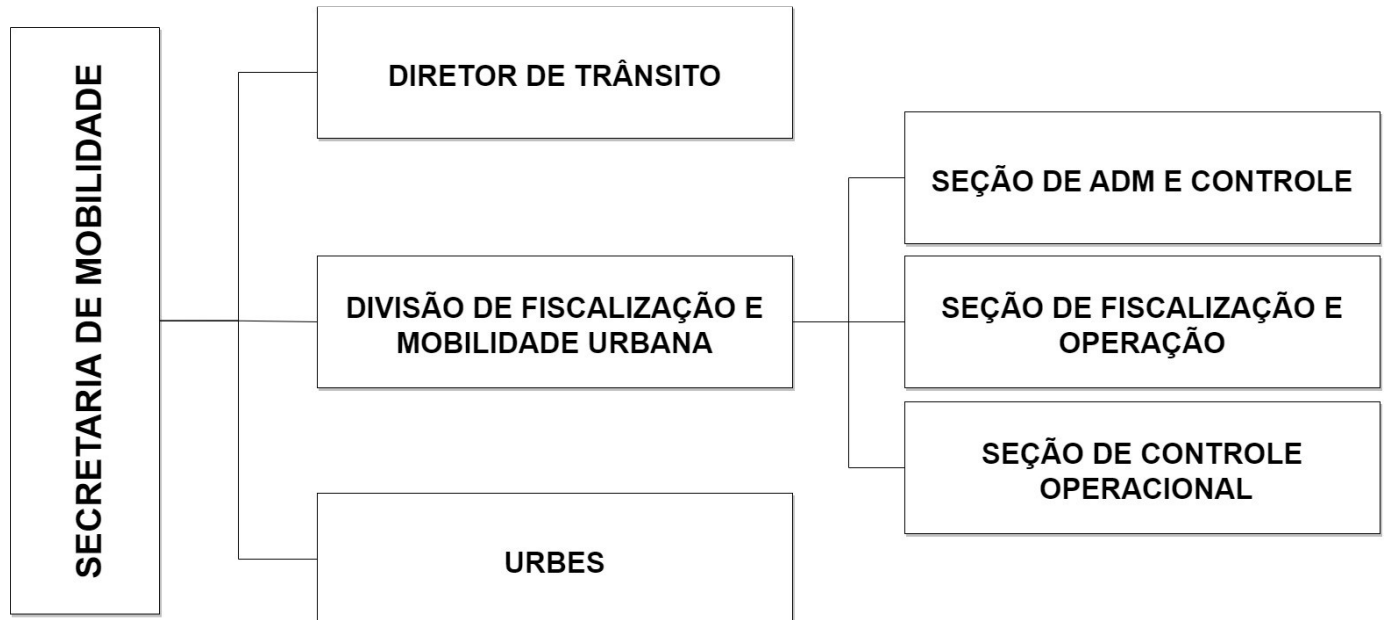 SECRETARIA DE MOBILIDADE
DIRETOR DE TRÂNSITO
DIVISÃO DE FISCALIZAÇÃO E
MOBILIDADE URBANA
URBES
SEÇÃO DE ADM E CONTROLE
SEÇÃO DE FISCALIZAÇÃO E
OPERAÇÃO
SEÇÃO DE CONTROLE
OPERACIONAL